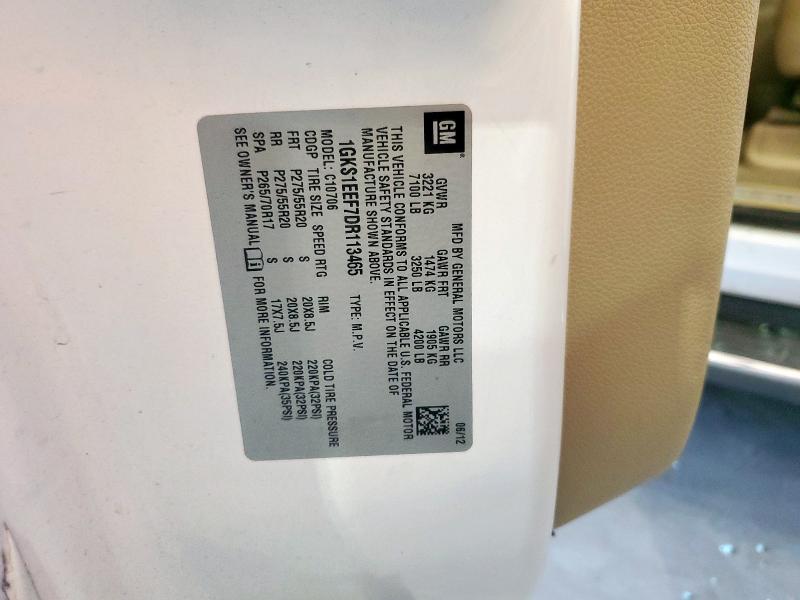 GM®
MFD BY GENERAL MOTORS LLC 06/12
GVWR GAWR FRT GAWR RR
3221 KG 1474 KG 1905 KG
7100 LB 3250 LB 4200 LB
THIS VEHICLE CONFORMS TO ALL APPLICABLE U.S. FEDERAL MOTOR
VEHICLE SAFETY STANDARDS IN EFFECT ON THE DATE OF
MANUFACTURE SHOWN ABOVE.
1GKS1EEF7DR113465 TYPE: M.P.V.
MODEL: C10706
CDGP TIRE SIZE SPEED RTG RIM COLD TIRE PRESSURE
FRT P275/55R20 S 20X8.5J 220KPA(32PSI)
RR P275/55R20 S 20X8.5J 220KPA(32PSI)
SPA P265/70R17 S 17X7.5J 240KPA(35PSI)
SEE OWNER'S MANUAL FOR MORE INFORMATION.